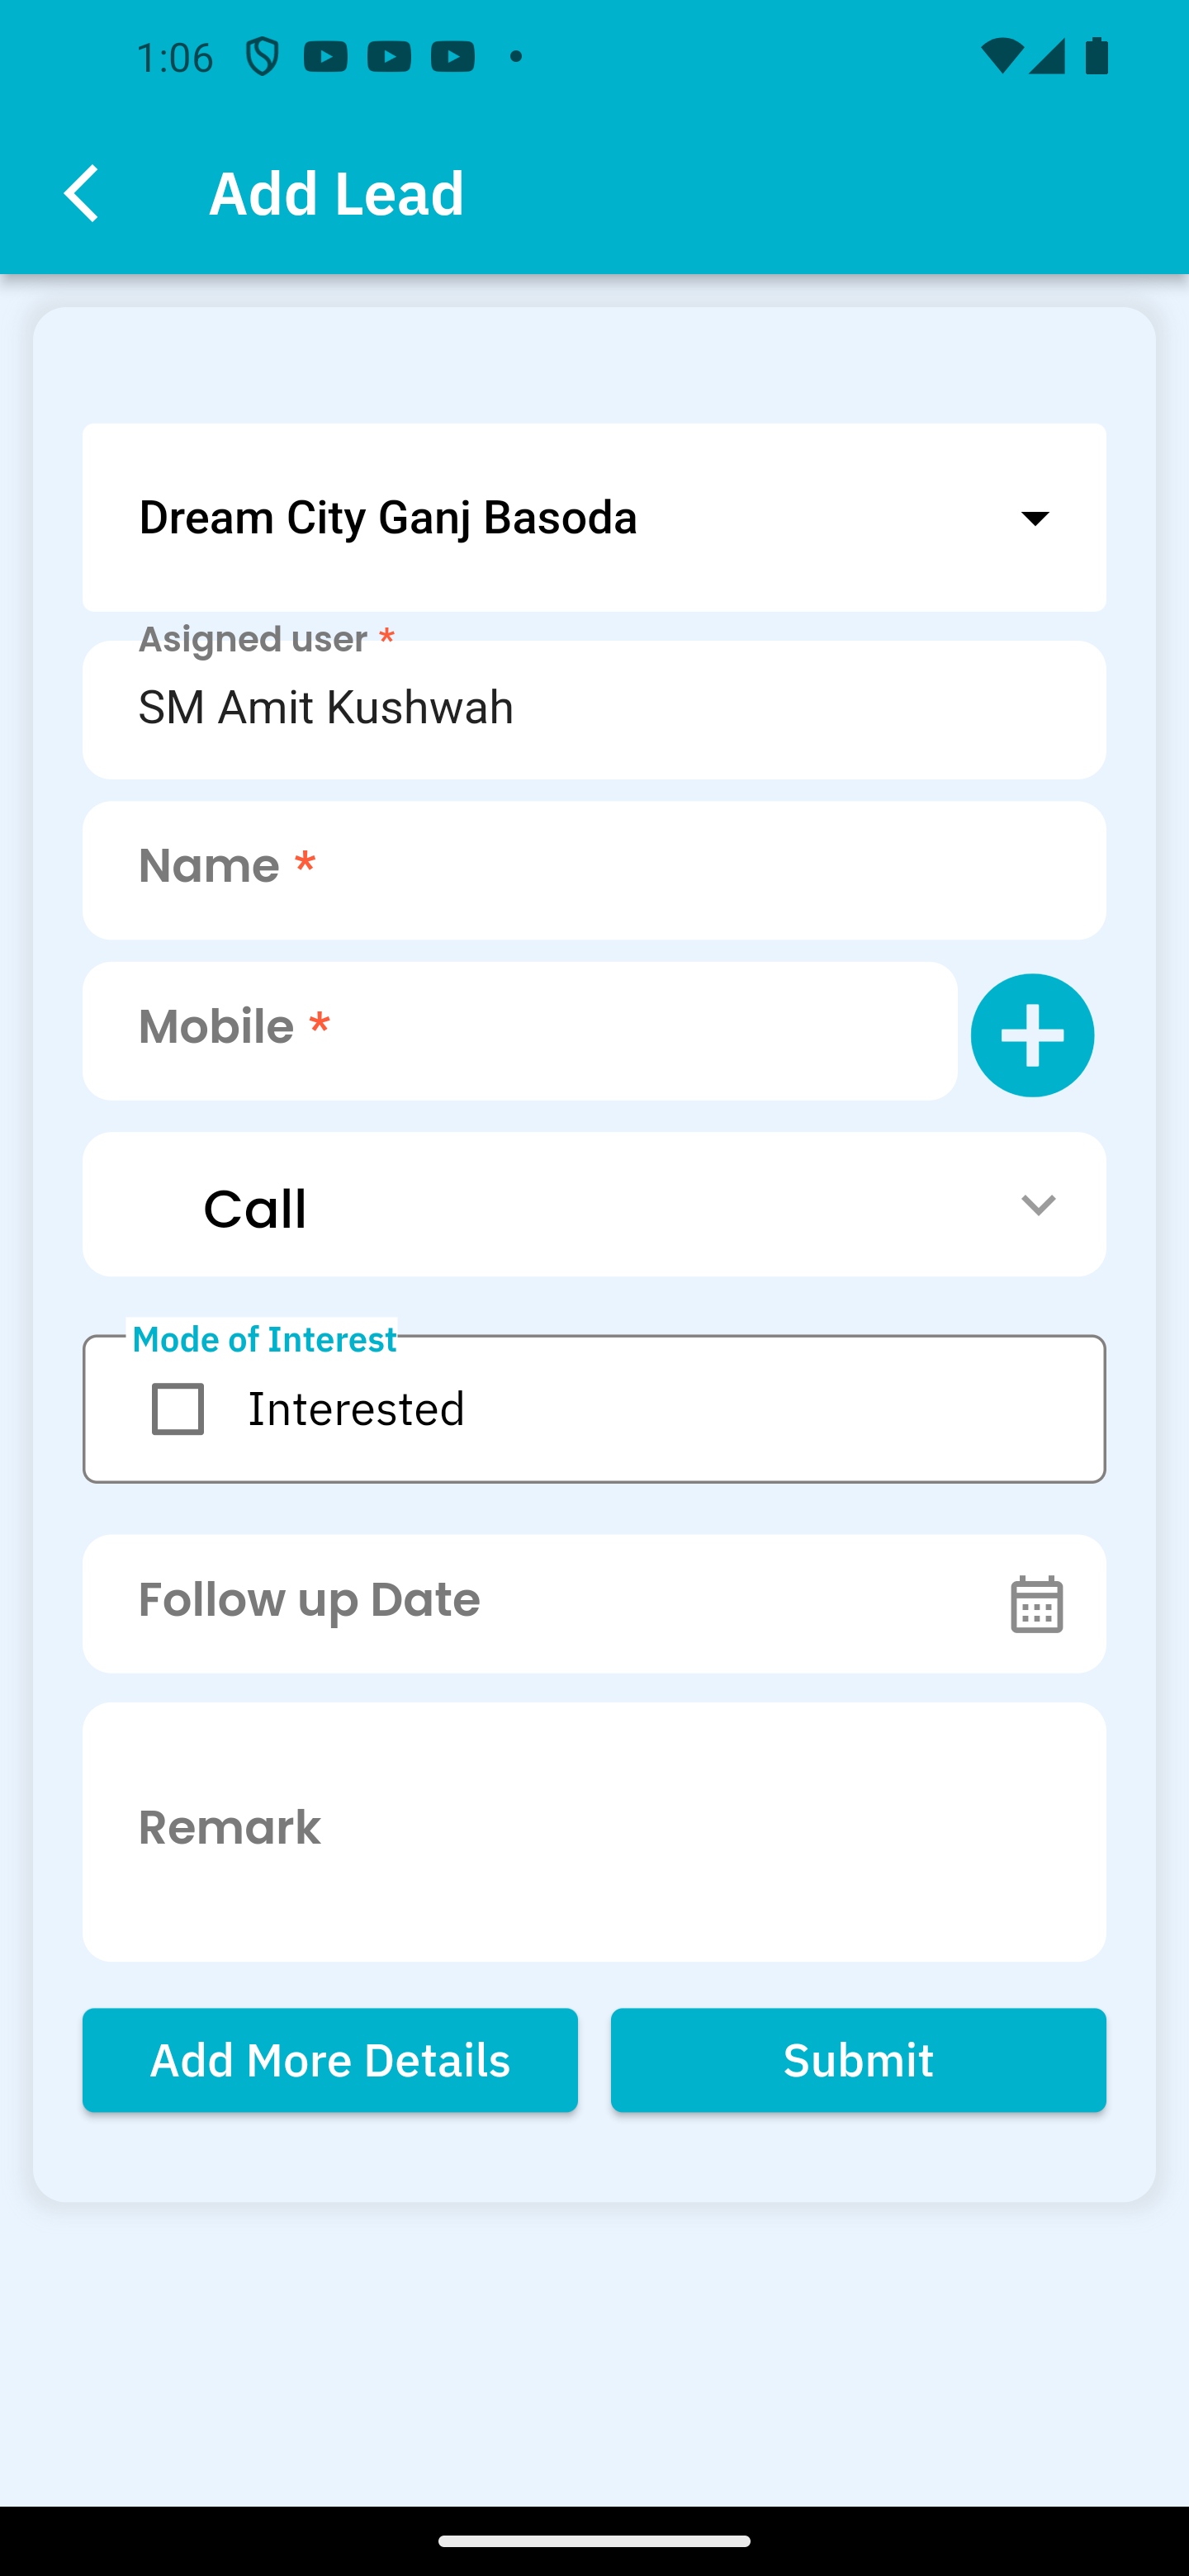 1:06
Add Lead
Dream City Ganj Basoda
Asigned user *
SM Amit Kushwah
Name *
Mobile *
Call
Mode of Interest
Interested
Follow up Date
Remark
Add More Details
Submit